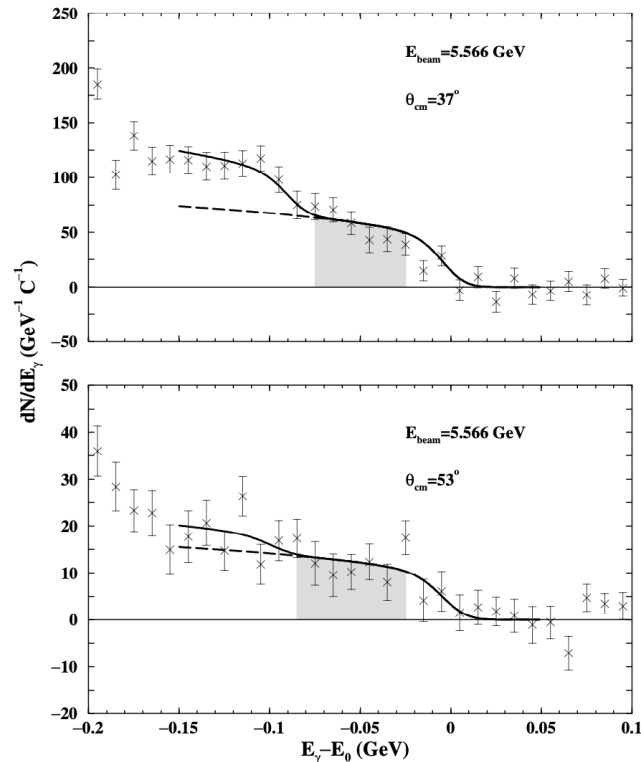 250
200
150
100
50
0
−50
E_beam=5.566 GeV
θ_cm=37°
dN/dE_γ (GeV⁻¹ C⁻¹)
50
40
30
20
10
0
−10
−20
E_beam=5.566 GeV
θ_cm=53°
−0.2 −0.15 −0.1 −0.05 0 0.05 0.1
E_γ−E_0 (GeV)